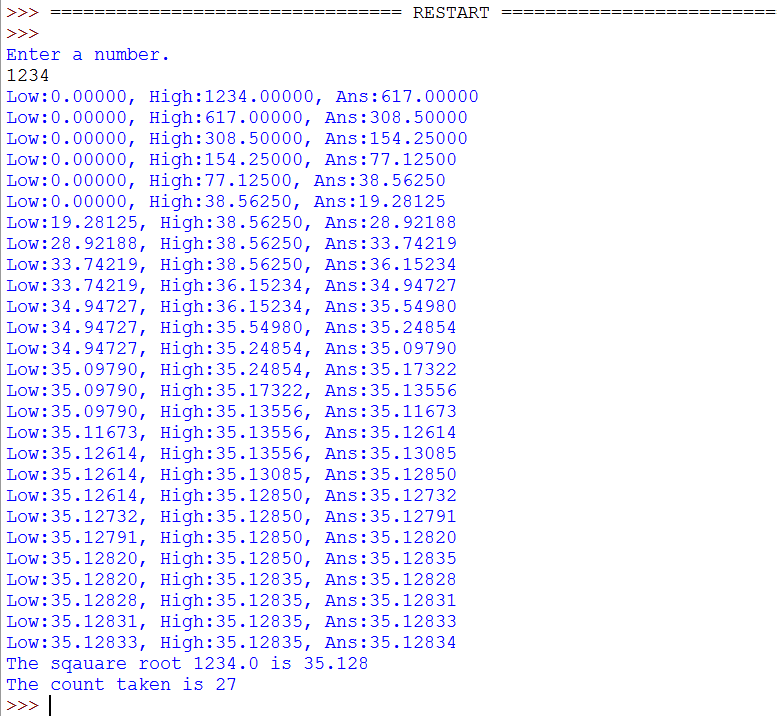 >>> ================================ RESTART =========================
>>>
Enter a number.
1234
Low:0.00000, High:1234.00000, Ans:617.00000
Low:0.00000, High:617.00000, Ans:308.50000
Low:0.00000, High:308.50000, Ans:154.25000
Low:0.00000, High:154.25000, Ans:77.12500
Low:0.00000, High:77.12500, Ans:38.56250
Low:0.00000, High:38.56250, Ans:19.28125
Low:19.28125, High:38.56250, Ans:28.92188
Low:28.92188, High:38.56250, Ans:33.74219
Low:33.74219, High:38.56250, Ans:36.15234
Low:33.74219, High:36.15234, Ans:34.94727
Low:34.94727, High:36.15234, Ans:35.54980
Low:34.94727, High:35.54980, Ans:35.24854
Low:34.94727, High:35.24854, Ans:35.09790
Low:35.09790, High:35.24854, Ans:35.17322
Low:35.09790, High:35.17322, Ans:35.13556
Low:35.09790, High:35.13556, Ans:35.11673
Low:35.11673, High:35.13556, Ans:35.12614
Low:35.12614, High:35.13556, Ans:35.13085
Low:35.12614, High:35.13085, Ans:35.12850
Low:35.12614, High:35.12850, Ans:35.12732
Low:35.12732, High:35.12850, Ans:35.12791
Low:35.12791, High:35.12850, Ans:35.12820
Low:35.12820, High:35.12850, Ans:35.12835
Low:35.12820, High:35.12835, Ans:35.12828
Low:35.12828, High:35.12835, Ans:35.12831
Low:35.12831, High:35.12835, Ans:35.12833
Low:35.12833, High:35.12835, Ans:35.12834
The sqauare root 1234.0 is 35.128
The count taken is 27
>>>